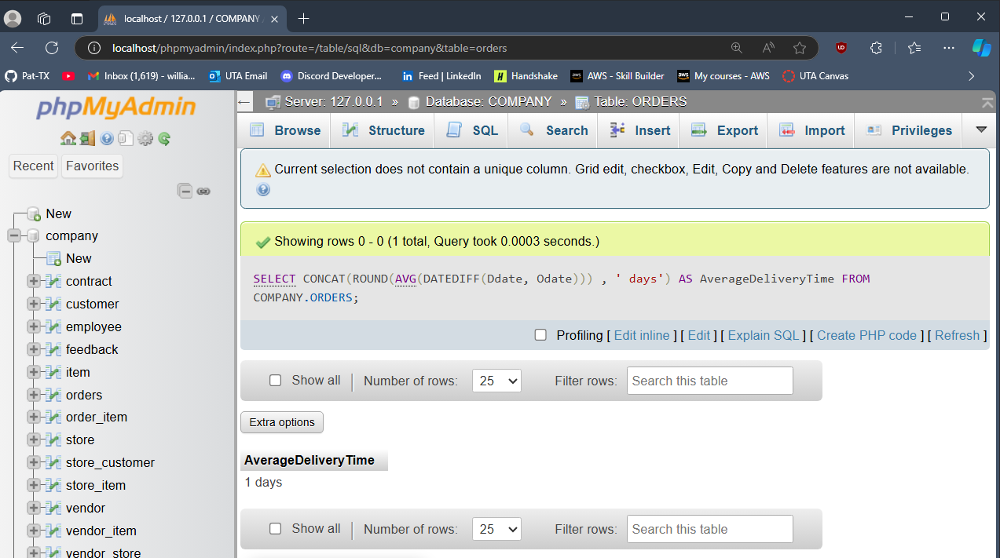 localhost / 127.0.0.1 / COMPANY
localhost/phpmyadmin/index.php?route=/table/sql&db=company&table=orders
Pat-TX
Inbox (1,619) - willia...
UTA Email
Discord Developer...
Feed | LinkedIn
Handshake
AWS - Skill Builder
My courses - AWS
UTA Canvas
phpMyAdmin
Recent
Favorites
New
company
New
contract
customer
employee
feedback
item
orders
order_item
store
store_customer
store_item
vendor
vendor_item
vendor_store
Server: 127.0.0.1 » Database: COMPANY » Table: ORDERS
Browse
Structure
SQL
Search
Insert
Export
Import
Privileges
Current selection does not contain a unique column. Grid edit, checkbox, Edit, Copy and Delete features are not available.
Showing rows 0 - 0 (1 total, Query took 0.0003 seconds.)
SELECT CONCAT(ROUND(AVG(DATEDIFF(Ddate, Odate))) , ' days') AS AverageDeliveryTime FROM
COMPANY.ORDERS;
Profiling [ Edit inline ] [ Edit ] [ Explain SQL ] [ Create PHP code ] [ Refresh ]
Show all | Number of rows: 25 Filter rows: Search this table
Extra options
AverageDeliveryTime
1 days
Show all | Number of rows: 25 Filter rows: Search this table